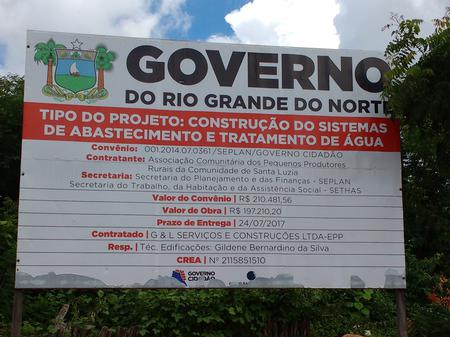 GOVERNO
DO RIO GRANDE DO NORTE
TIPO DO PROJETO: CONSTRUÇÃO DO SISTEMAS
DE ABASTECIMENTO E TRATAMENTO DE ÁGUA
Convênio: 001.2014.07.0361/SEPLAN/GOVERNO CIDADÃO
Contratante: Associação Comunitária dos Pequenos Produtores
Rurais da Comunidade de Santa Luzia
Secretaria: Secretaria do Planejamento e das Finanças - SEPLAN
Secretaria do Trabalho, da Habitação e da Assistência Social - SETHAS
Valor do Convênio | R$ 210.481,56
Valor de Obra | R$ 197.210,20
Prazo de Entrega | 24/07/2017
Contratado | G & L SERVIÇOS E CONSTRUÇÕES LTDA-EPP
Resp. | Téc. Edificações: Gildene Bernardino da Silva
CREA | Nº 2115851510
GOVERNO
CIDADÃO